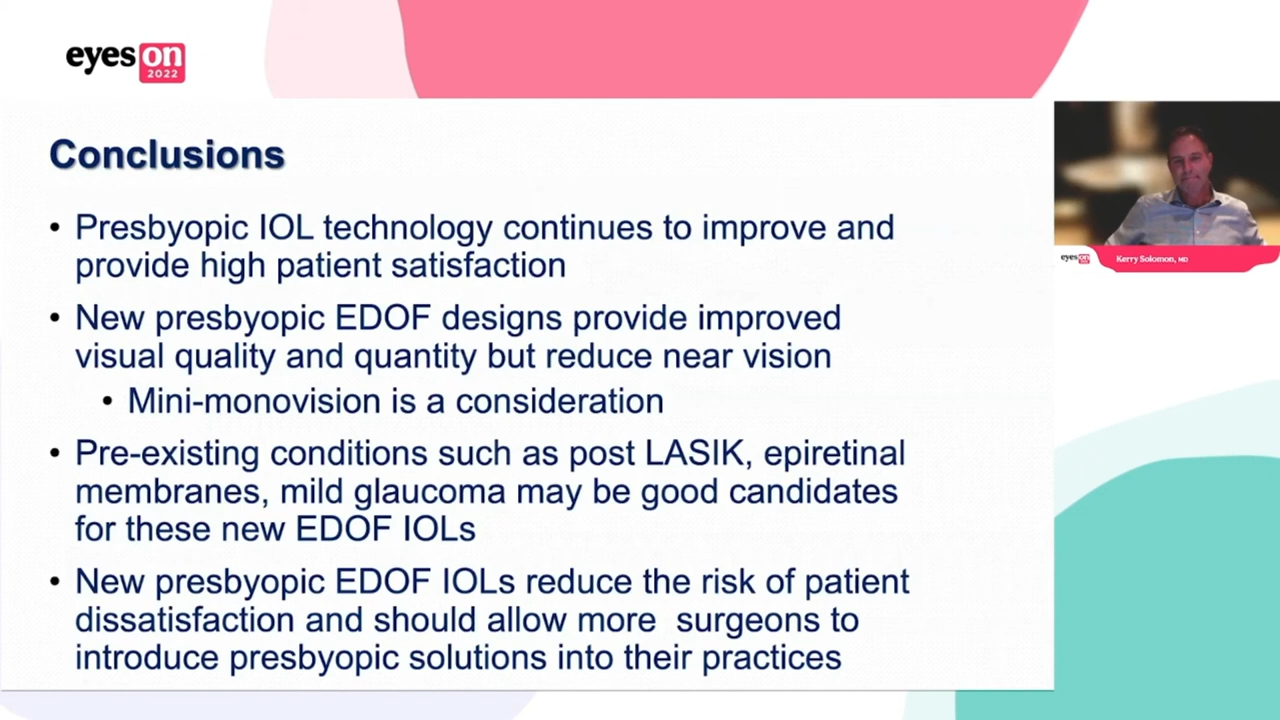 eyes on
2022
Conclusions
• Presbyopic IOL technology continues to improve and
provide high patient satisfaction
• New presbyopic EDOF designs provide improved
visual quality and quantity but reduce near vision
• Mini-monovision is a consideration
• Pre-existing conditions such as post LASIK, epiretinal
membranes, mild glaucoma may be good candidates
for these new EDOF IOLs
• New presbyopic EDOF IOLs reduce the risk of patient
dissatisfaction and should allow more  surgeons to
introduce presbyopic solutions into their practices
eyes on
Kerry Solomon, MD